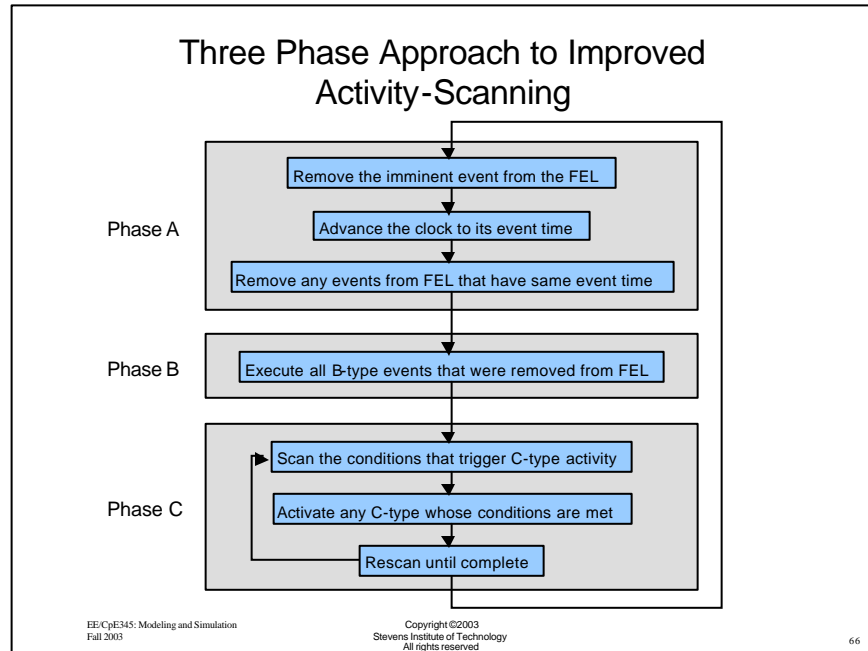 Three Phase Approach to Improved
Activity-Scanning
Phase A
Remove the imminent event from the FEL
Advance the clock to its event time
Remove any events from FEL that have same event time
Phase B
Execute all B-type events that were removed from FEL
Phase C
Scan the conditions that trigger C-type activity
Activate any C-type whose conditions are met
Rescan until complete
EE/CpE345: Modeling and Simulation
Fall 2003
Copyright ©2003
Stevens Institute of Technology
All rights reserved
66